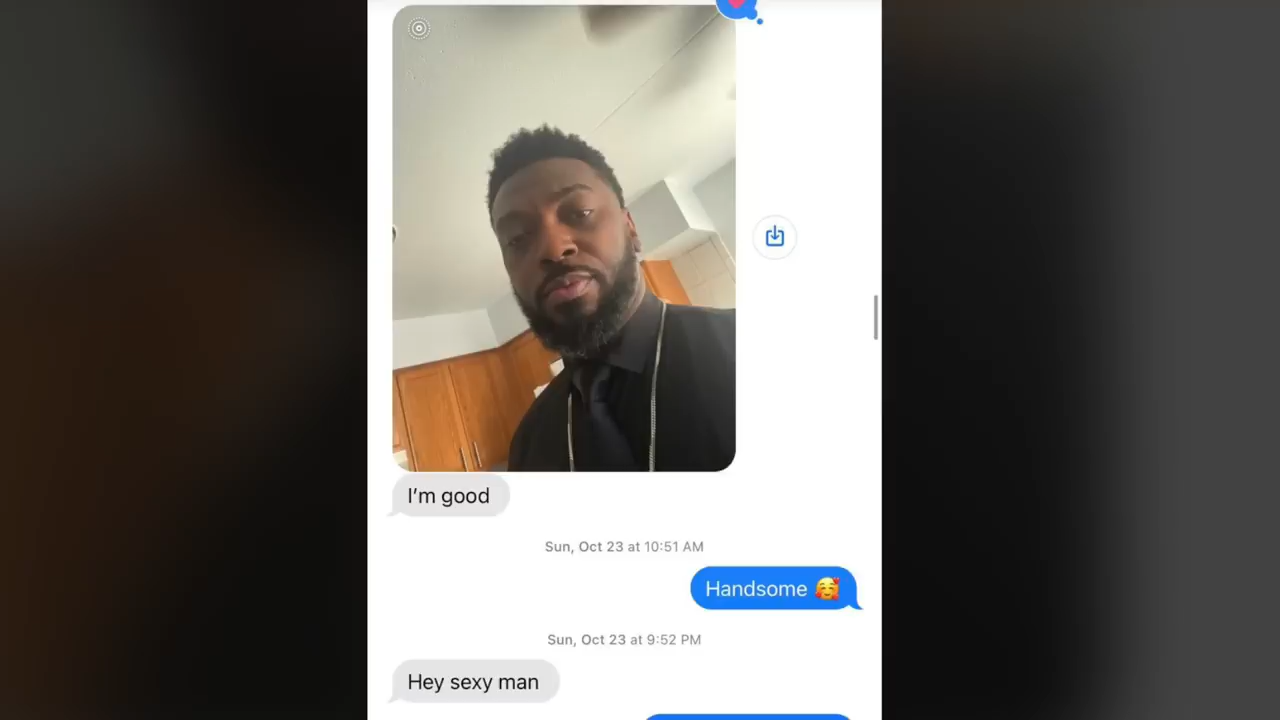 I’m good
Sun, Oct 23 at 10:51 AM
Handsome 🥰
Sun, Oct 23 at 9:52 PM
Hey sexy man